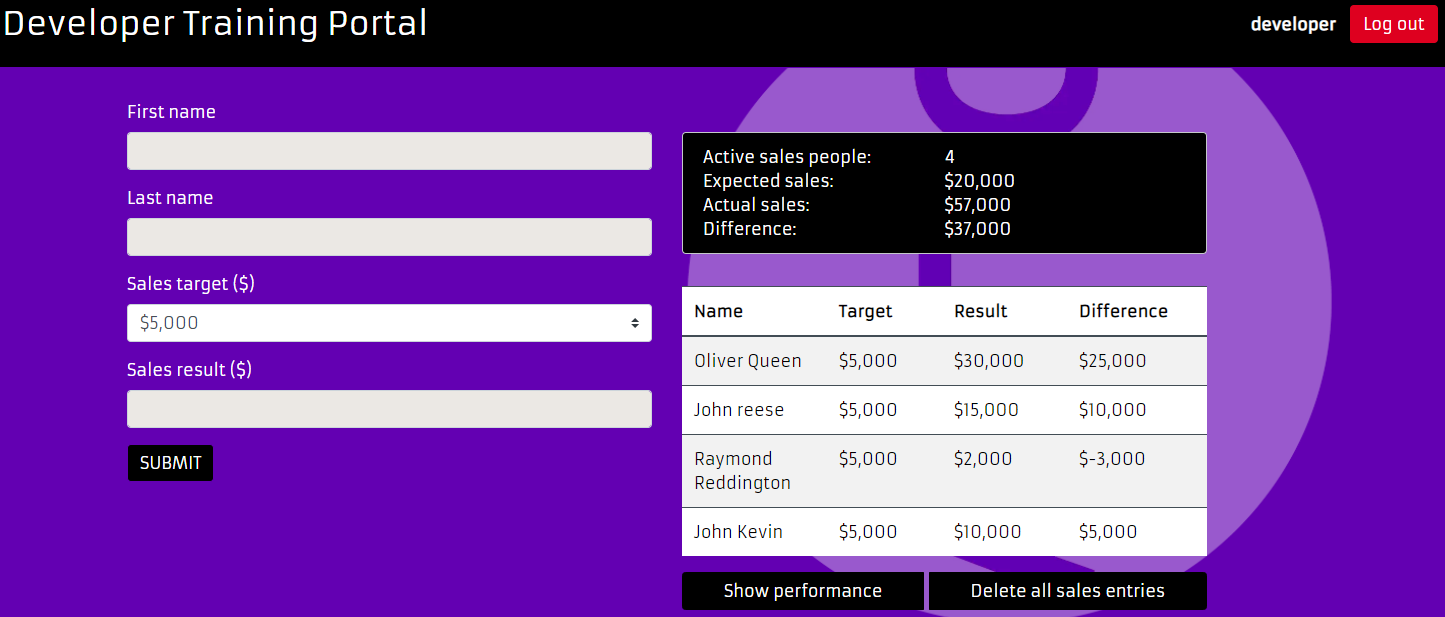 Developer Training Portal
developer
Log out
First name
Last name
Sales target ($)
$5,000
Sales result ($)
SUBMIT
Active sales people: 4
Expected sales: $20,000
Actual sales: $57,000
Difference: $37,000
Name Target Result Difference
Oliver Queen $5,000 $30,000 $25,000
John reese $5,000 $15,000 $10,000
Raymond $5,000 $2,000 $-3,000
Reddington
John Kevin $5,000 $10,000 $5,000
Show performance
Delete all sales entries